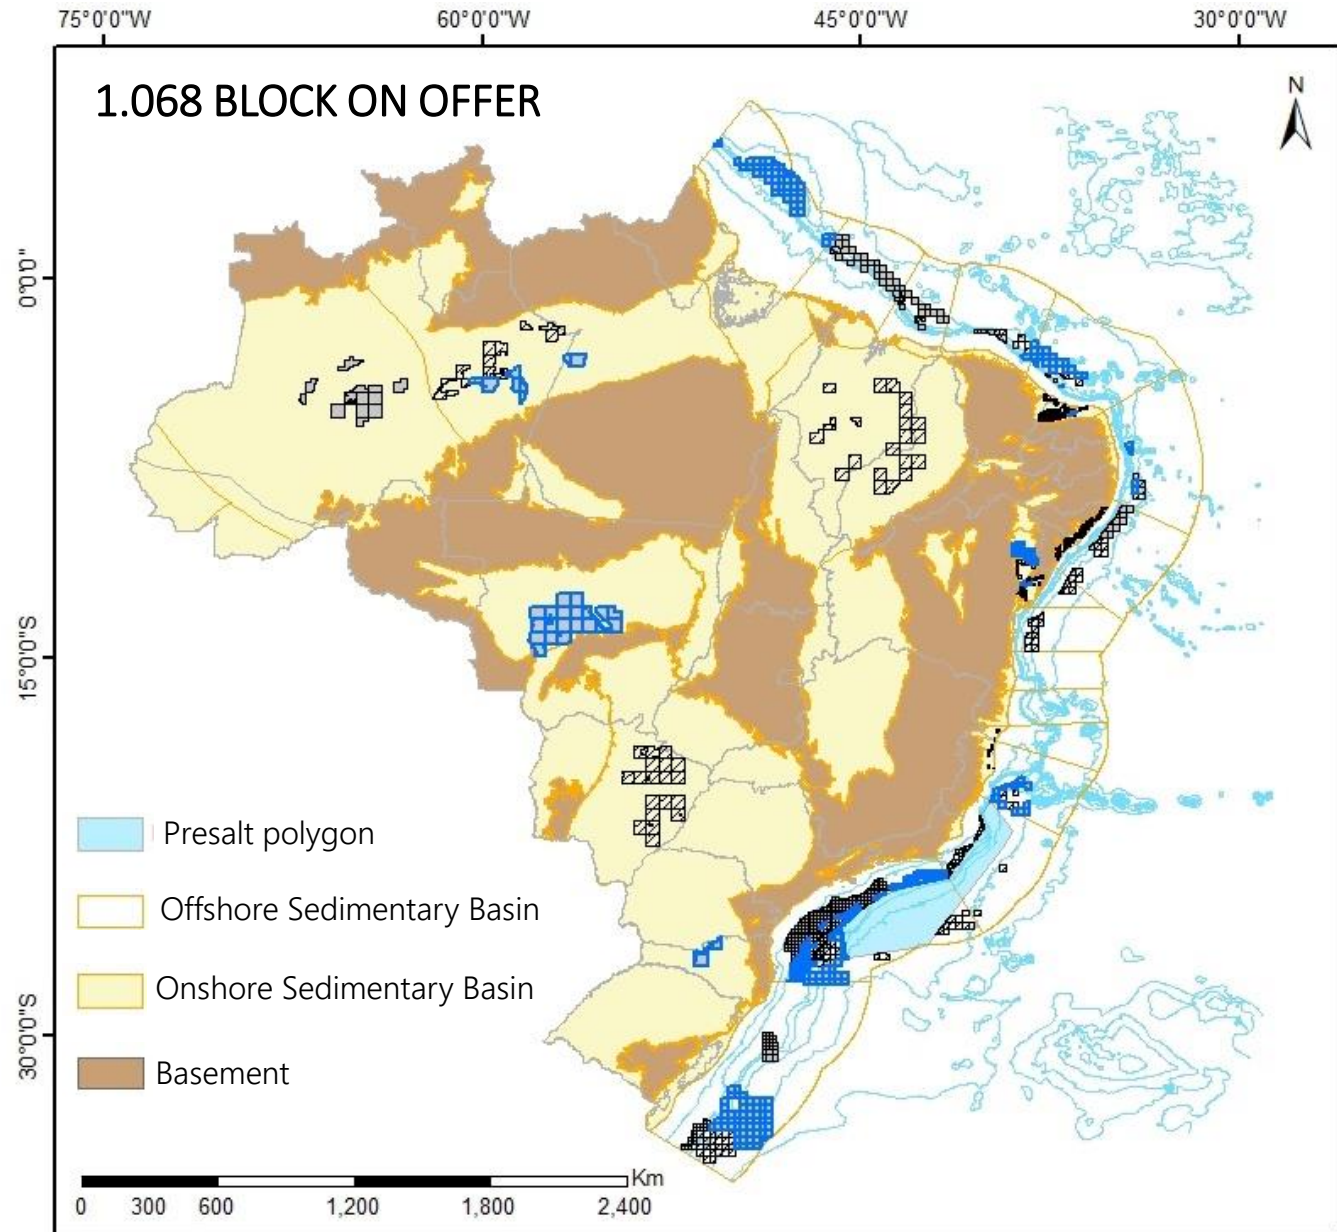 75°0'0"W
60°0'0"W
45°0'0"W
30°0'0"W
1.068 BLOCK ON OFFER
N
0°0'0"
15°0'0"S
30°0'0"S
Presalt polygon
Offshore Sedimentary Basin
Onshore Sedimentary Basin
Basement
Km
0 300 600 1,200 1,800 2,400